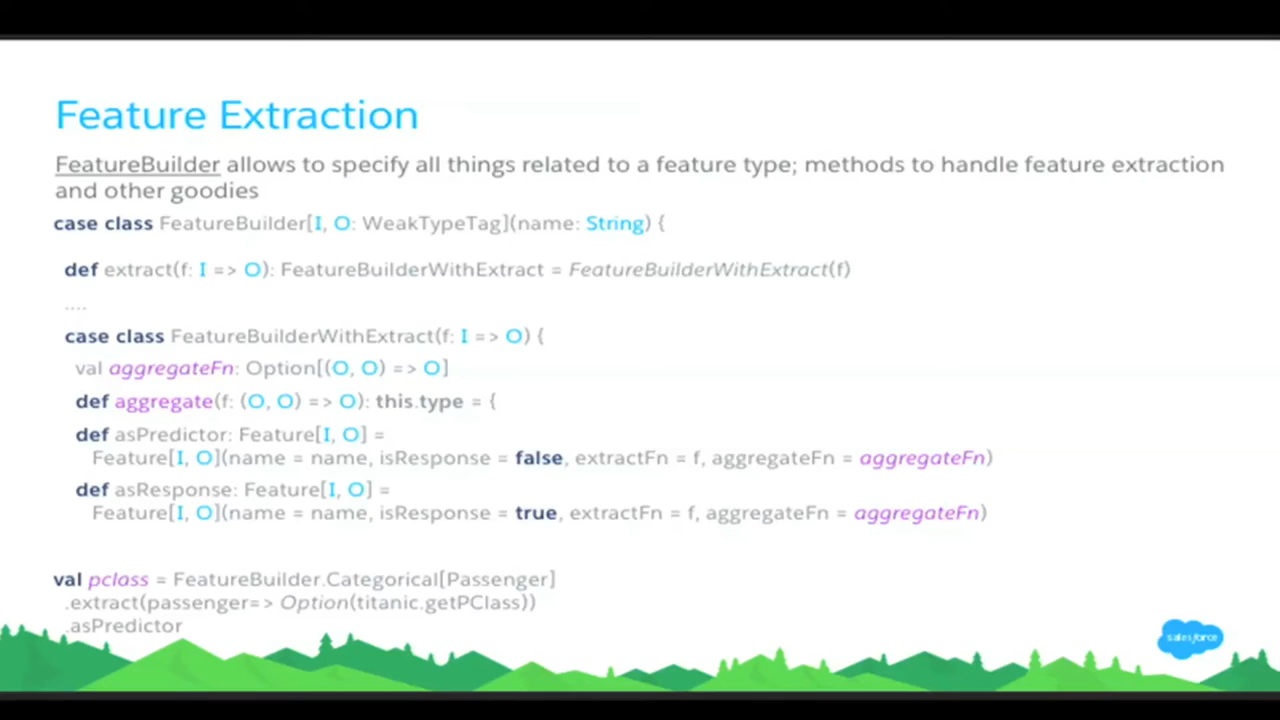 Feature Extraction
FeatureBuilder allows to specify all things related to a feature type; methods to handle feature extraction
and other goodies
case class FeatureBuilder[I, O: WeakTypeTag](name: String) {
def extract(f: I => O): FeatureBuilderWithExtract = FeatureBuilderWithExtract(f)
....
case class FeatureBuilderWithExtract(f: I => O) {
val aggregateFn: Option[(O, O) => O]
def aggregate(f: (O, O) => O): this.type = {
def asPredictor: Feature[I, O] =
Feature[I, O](name = name, isResponse = false, extractFn = f, aggregateFn = aggregateFn)
def asResponse: Feature[I, O] =
Feature[I, O](name = name, isResponse = true, extractFn = f, aggregateFn = aggregateFn)
val pclass = FeatureBuilder.Categorical[Passenger]
.extract(passenger=> Option(titanic.getPClass))
.asPredictor
salesforce